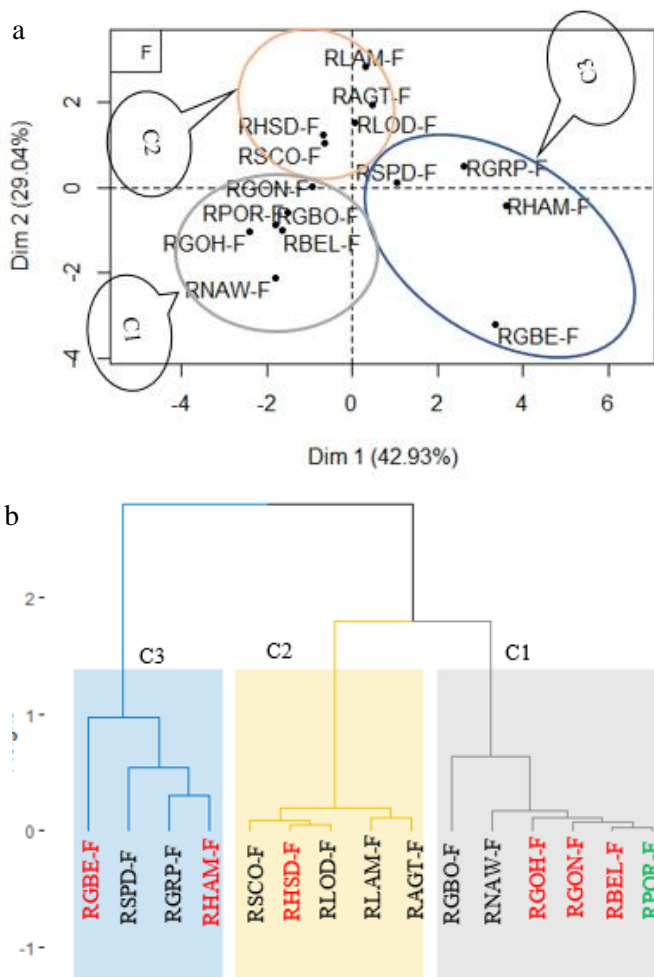 a
F
RLAM-F
C3
RAGT-F
2
C2
RHSD-F
RLOD-F
RSCO-F
RSPD-F
RGRP-F
0
RGON-F
RHAM-F
RPOR-F
RGBO-F
RGOH-F
RBEL-F
-2
RNAW-F
C1
RGBE-F
-4
Dim 2 (29.04%)
-4 -2 0 2 4 6
Dim 1 (42.93%)
b
2
C3 C2 C1
1
0
RGBE-F
RSPD-F
RGRP-F
RHAM-F
RSCO-F
RHSD-F
RLOD-F
RLAM-F
RAGT-F
RGBO-F
RNAW-F
RGOH-F
RGON-F
RBEL-F
RPOR-F
-1